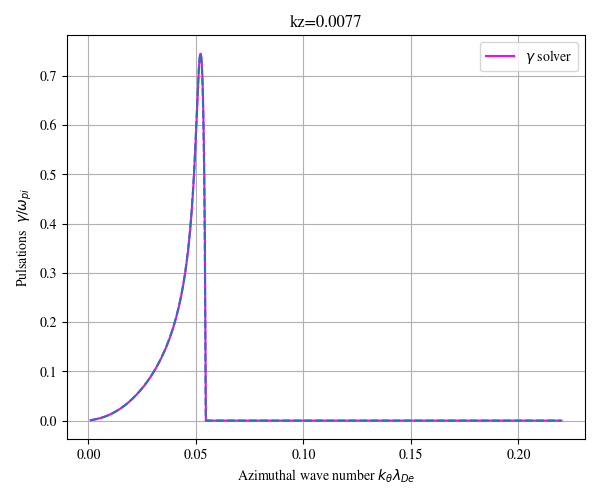 kz=0.0077
γ solver
Pulsations γ/ω_pi
0.7
0.6
0.5
0.4
0.3
0.2
0.1
0.0
0.00 0.05 0.10 0.15 0.20
Azimuthal wave number k_θλ_De